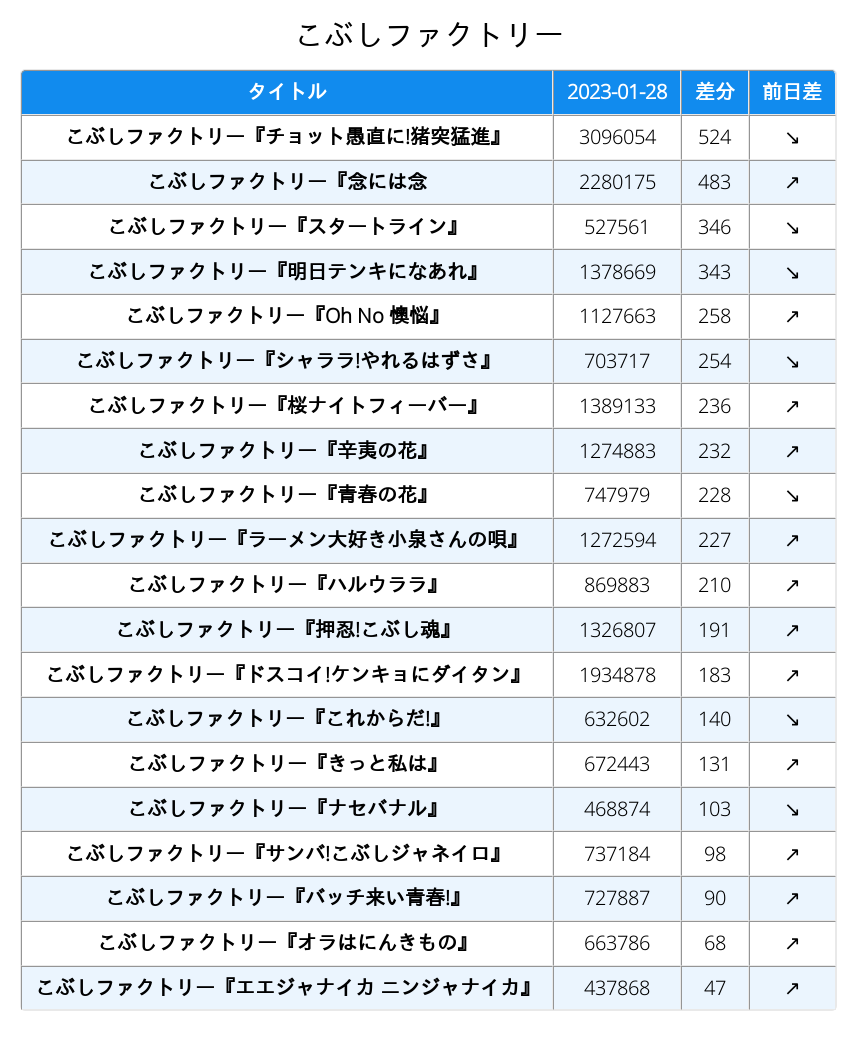 こぶしファクトリー
タイトル 2023-01-28 差分 前日差
こぶしファクトリー『チョット愚直に!猪突猛進』 3096054 524 ↘
こぶしファクトリー『念には念 2280175 483 ↗
こぶしファクトリー『スタートライン』 527561 346 ↘
こぶしファクトリー『明日テンキになあれ』 1378669 343 ↘
こぶしファクトリー『Oh No 懊悩』 1127663 258 ↗
こぶしファクトリー『シャララ!やれるはずさ』 703717 254 ↘
こぶしファクトリー『桜ナイトフィーバー』 1389133 236 ↗
こぶしファクトリー『辛夷の花』 1274883 232 ↗
こぶしファクトリー『青春の花』 747979 228 ↘
こぶしファクトリー『ラーメン大好き小泉さんの唄』 1272594 227 ↗
こぶしファクトリー『ハルウララ』 869883 210 ↗
こぶしファクトリー『押忍!こぶし魂』 1326807 191 ↗
こぶしファクトリー『ドスコイ!ケンキョにダイタン』 1934878 183 ↗
こぶしファクトリー『これからだ!』 632602 140 ↘
こぶしファクトリー『きっと私は』 672443 131 ↗
こぶしファクトリー『ナセバナル』 468874 103 ↘
こぶしファクトリー『サンバ!こぶしジャネイロ』 737184 98 ↗
こぶしファクトリー『バッチ来い青春!』 727887 90 ↗
こぶしファクトリー『オラはにんきもの』 663786 68 ↗
こぶしファクトリー『エエジャナイカ ニンジャナイカ』 437868 47 ↗